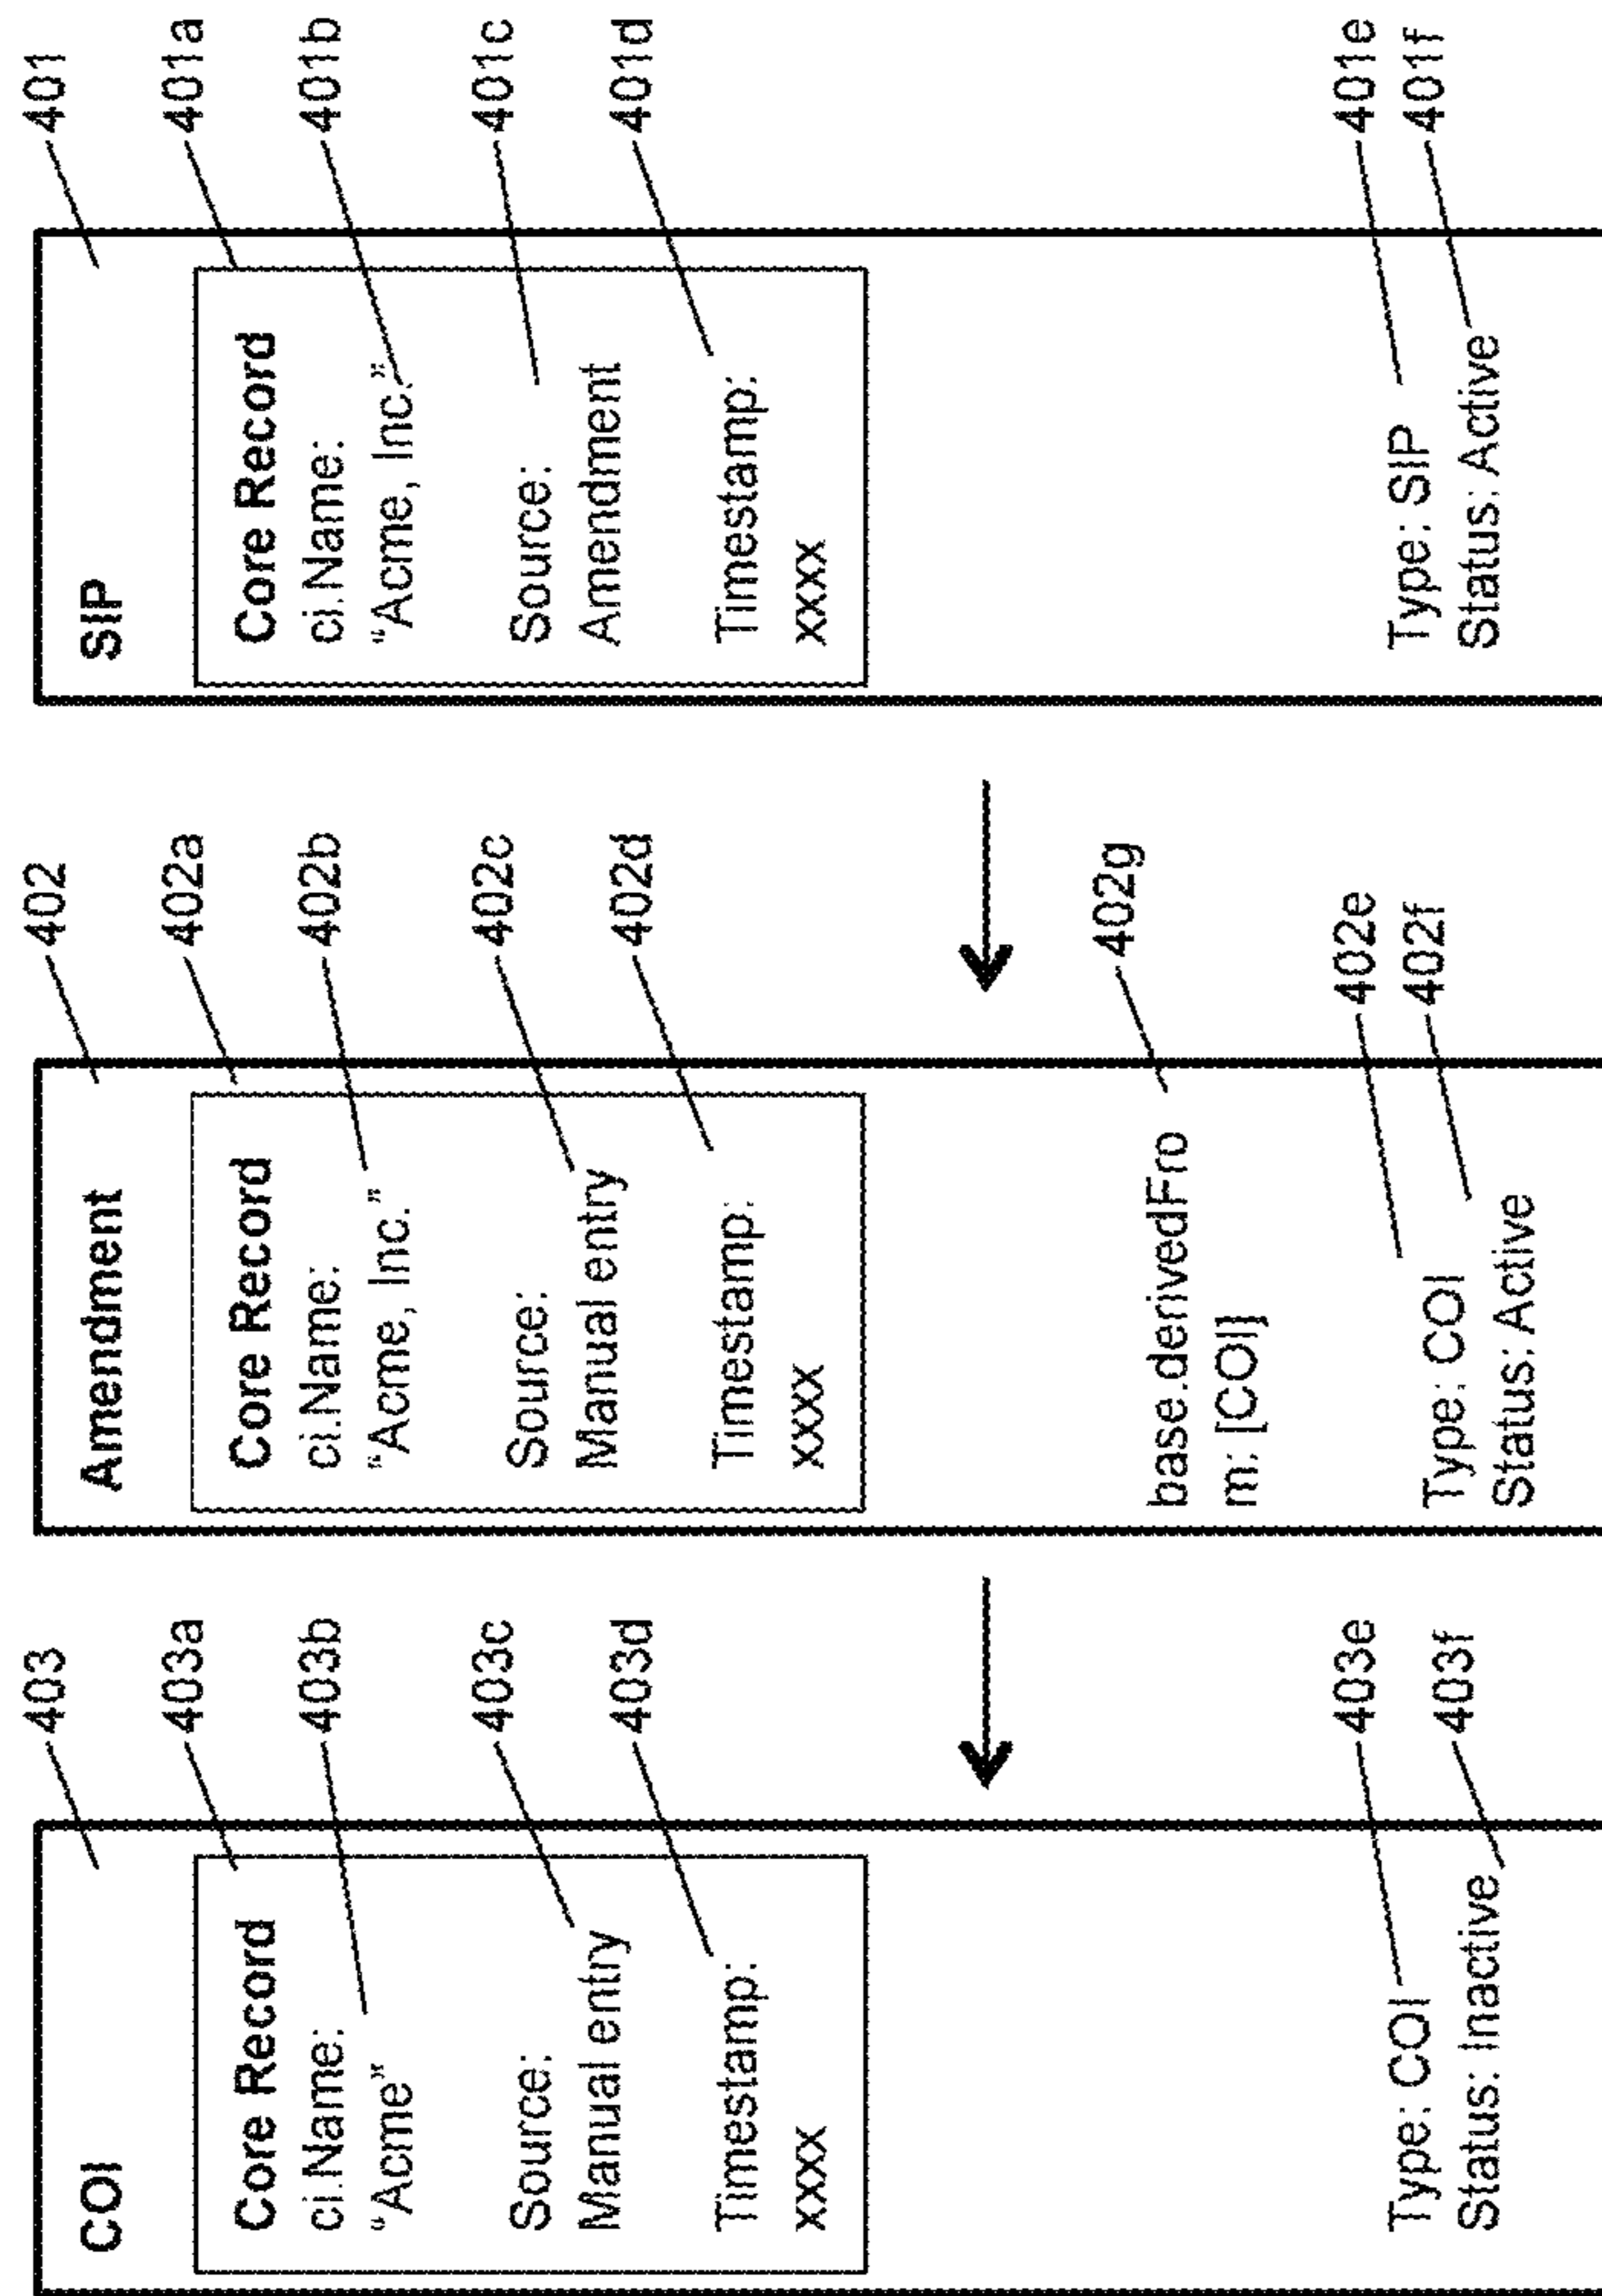 COI
403
Core Record
403a
ci.Name:
403b
"Acme"
Source:
403c
Manual entry
403d
Timestamp:
xxxx
Type: COI
403e
Status: Inactive
403f
Amendment
402
Core Record
402a
ci.Name:
402b
"Acme, Inc."
Source:
402c
Manual entry
402d
Timestamp:
xxxx
base.derivedFro
402g
m: [COI]
Type: COI
402e
Status: Active
402f
SIP
401
Core Record
401a
ci.Name:
401b
"Acme, Inc."
Source:
401c
Amendment
401d
Timestamp:
xxxx
Type: SIP
401e
Status: Active
401f